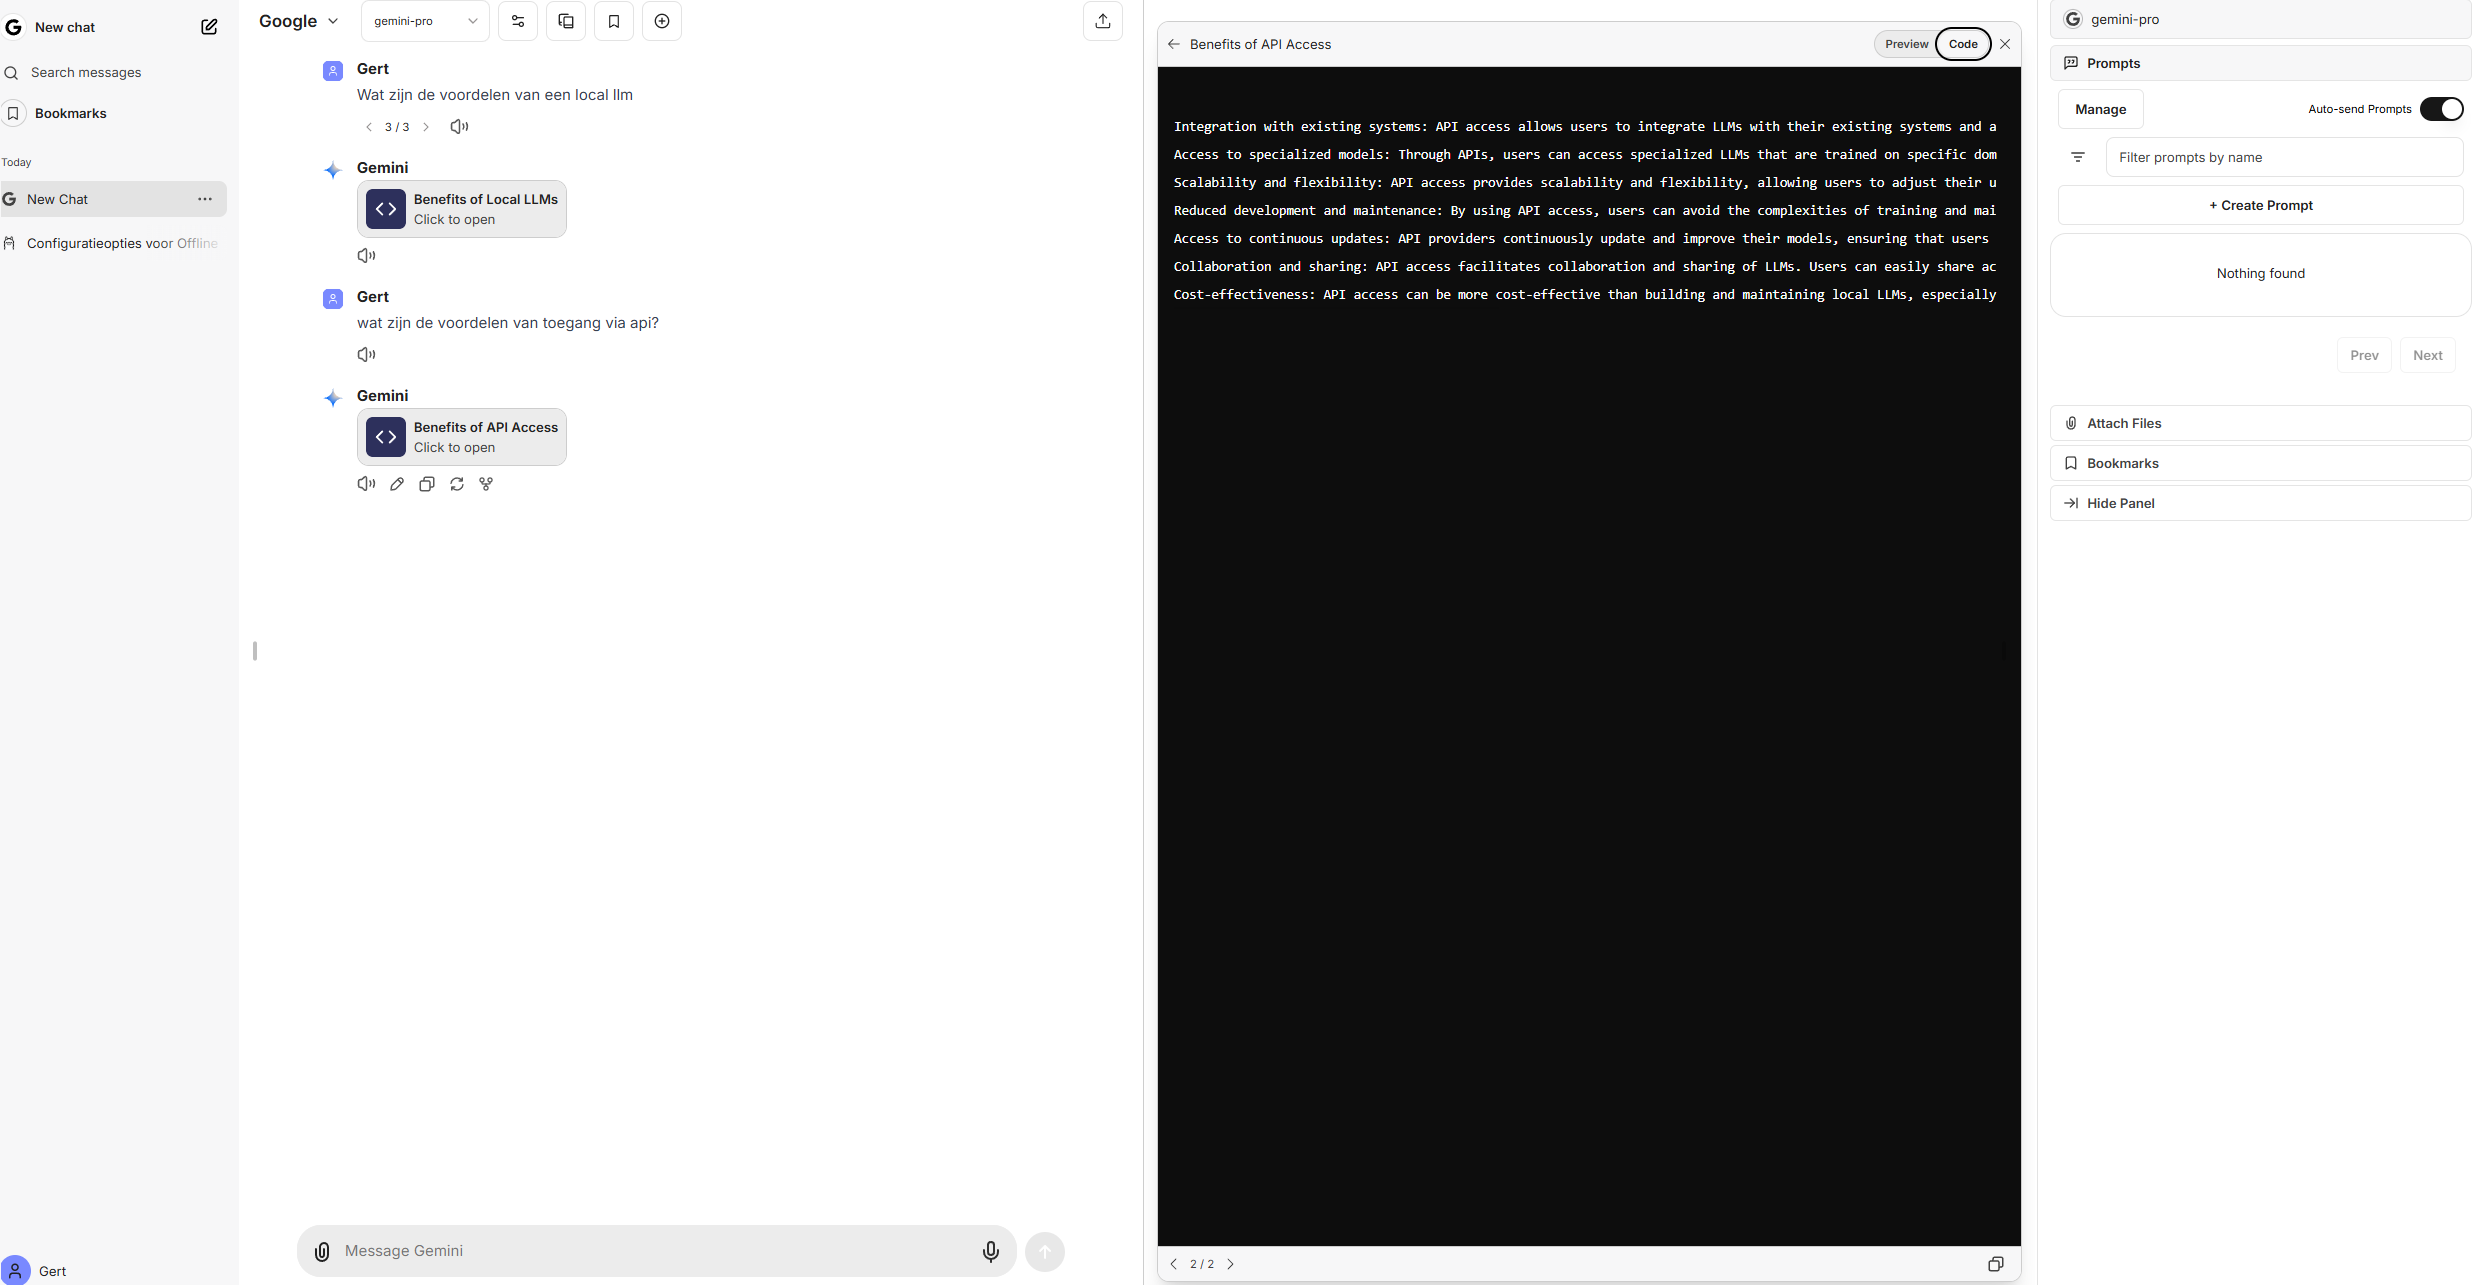 New chat
Search messages
Bookmarks
Today
New Chat
Configuratieopties voor Offline
Gert
Google
gemini-pro
Gert
Wat zijn de voordelen van een local llm
3 / 3
Gemini
Benefits of Local LLMs
Click to open
Gert
wat zijn de voordelen van toegang via api?
Gemini
Benefits of API Access
Click to open
Message Gemini
Benefits of API Access
Preview
Code
Integration with existing systems: API access allows users to integrate LLMs with their existing systems and a
Access to specialized models: Through APIs, users can access specialized LLMs that are trained on specific dom
Scalability and flexibility: API access provides scalability and flexibility, allowing users to adjust their u
Reduced development and maintenance: By using API access, users can avoid the complexities of training and mai
Access to continuous updates: API providers continuously update and improve their models, ensuring that users
Collaboration and sharing: API access facilitates collaboration and sharing of LLMs. Users can easily share ac
Cost-effectiveness: API access can be more cost-effective than building and maintaining local LLMs, especially
2 / 2
gemini-pro
Prompts
Manage
Auto-send Prompts
Filter prompts by name
+ Create Prompt
Nothing found
Prev
Next
Attach Files
Bookmarks
Hide Panel